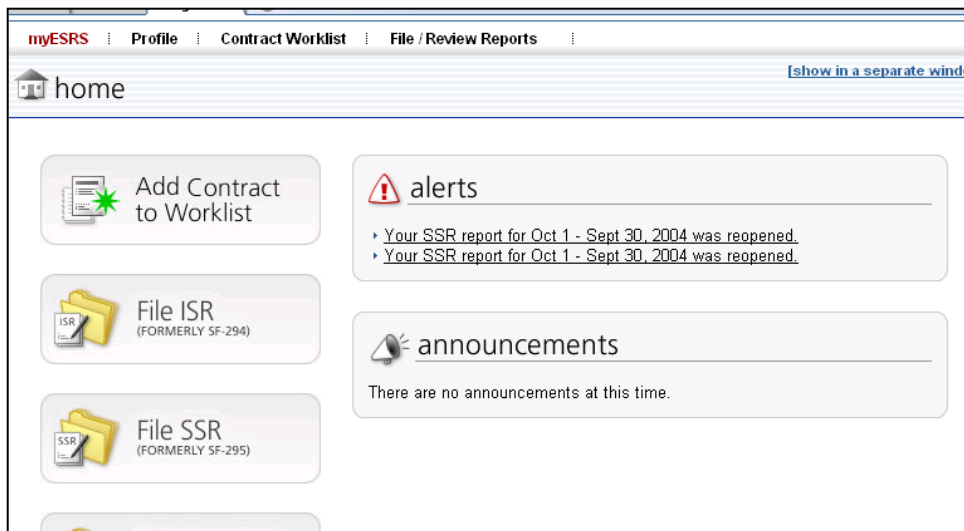 myESRS Profile Contract Worklist File / Review Reports
[show in a separate wind
home
Add Contract
to Worklist
File ISR
(FORMERLY SF-294)
ISR
File SSR
(FORMERLY SF-295)
SSR
alerts
Your SSR report for Oct 1 - Sept 30, 2004 was reopened.
Your SSR report for Oct 1 - Sept 30, 2004 was reopened.
announcements
There are no announcements at this time.